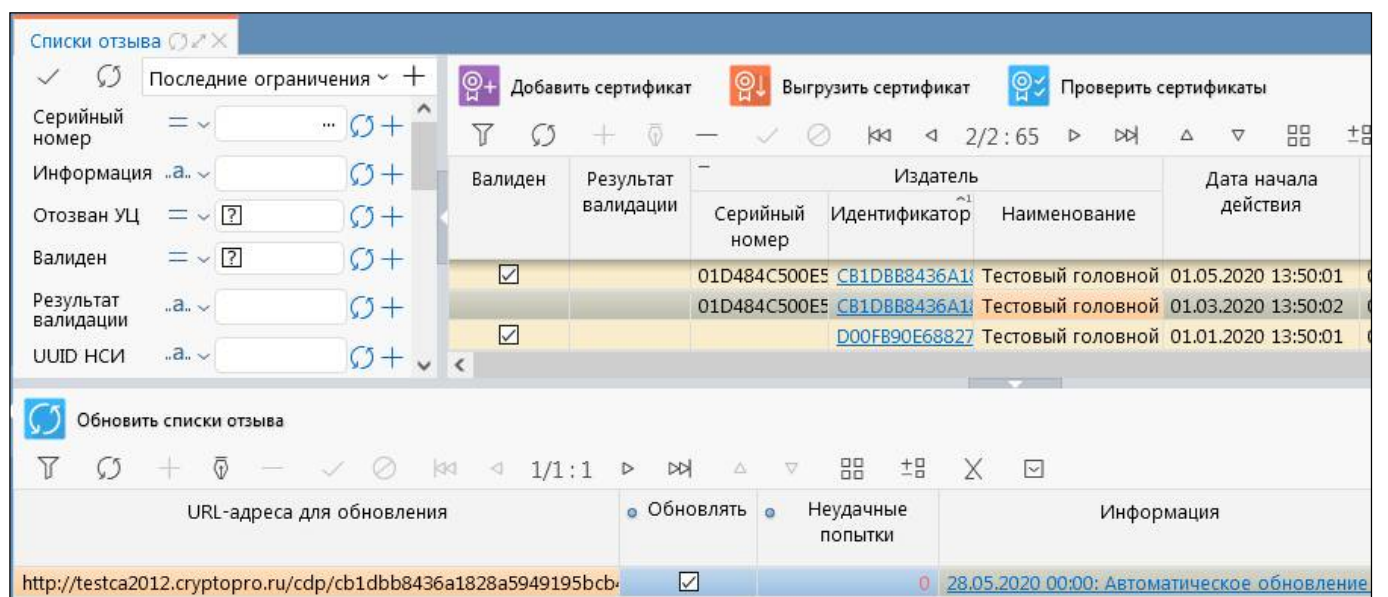 Списки отзыва
Последние ограничения
Серийный номер
Информация ..a..
Отозван УЦ = ?
Валиден = ?
Результат валидации ..a..
UUID НСИ ..a..
Добавить сертификат Выгрузить сертификат Проверить сертификаты
2/2 : 65
Издатель
Валиден Результат валидации Серийный номер Идентификатор Наименование Дата начала действия
01D484C500E5 CB1DBB8436A18 Тестовый головной 01.05.2020 13:50:01
01D484C500E5 CB1DBB8436A18 Тестовый головной 01.03.2020 13:50:02
D00FB90E68827 Тестовый головной 01.01.2020 13:50:01
Обновить списки отзыва
1/1 : 1
URL-адреса для обновления Обновлять Неудачные попытки Информация
http://testca2012.cryptopro.ru/cdp/cb1dbb8436a1828a5949195bcb 0 28.05.2020 00:00: Автоматическое обновление